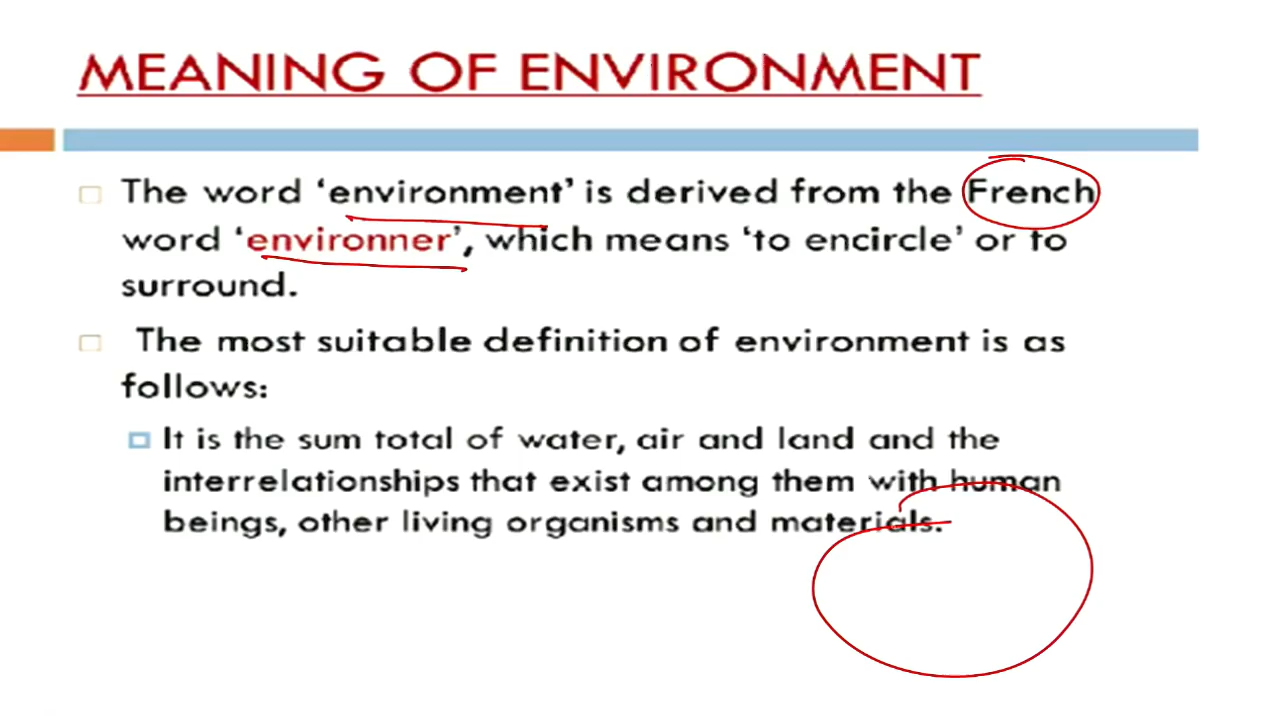 MEANING OF ENVIRONMENT
The word ‘environment’ is derived from the French
word ‘environner’, which means ‘to encircle’ or to
surround.
The most suitable definition of environment is as
follows:
It is the sum total of water, air and land and the
interrelationships that exist among them with human
beings, other living organisms and materials.